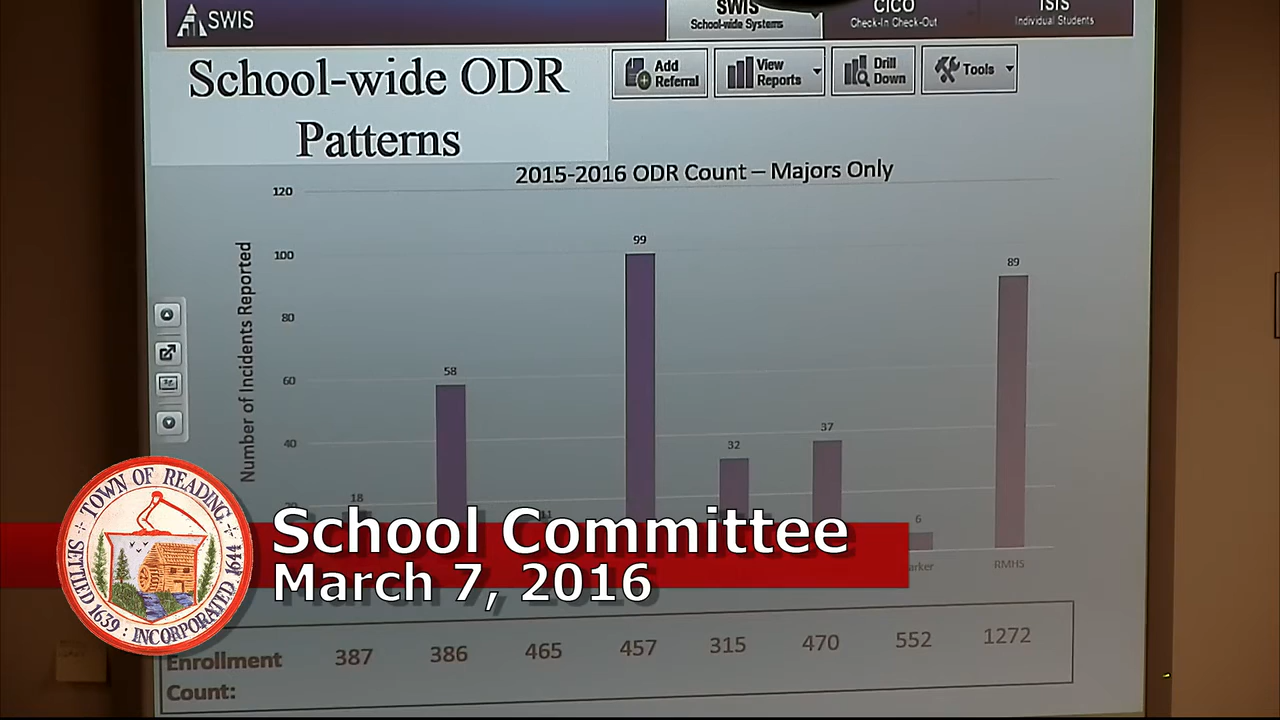 SWIS
SWIS
School-wide Systems
CICO
Check-In Check-Out
ISIS
Individual Students
School-wide ODR
Patterns
Add
Referral
View
Reports
Drill
Down
Tools
2015-2016 ODR Count – Majors Only
Number of Incidents Reported
120
100
80
60
40
18
58
11
99
32
37
6
89
RMHS
School Committee
March 7, 2016
TOWN OF READING
SETTLED 1639 : INCORPORATED 1644
Enrollment
Count:
387 386 465 457 315 470 552 1272